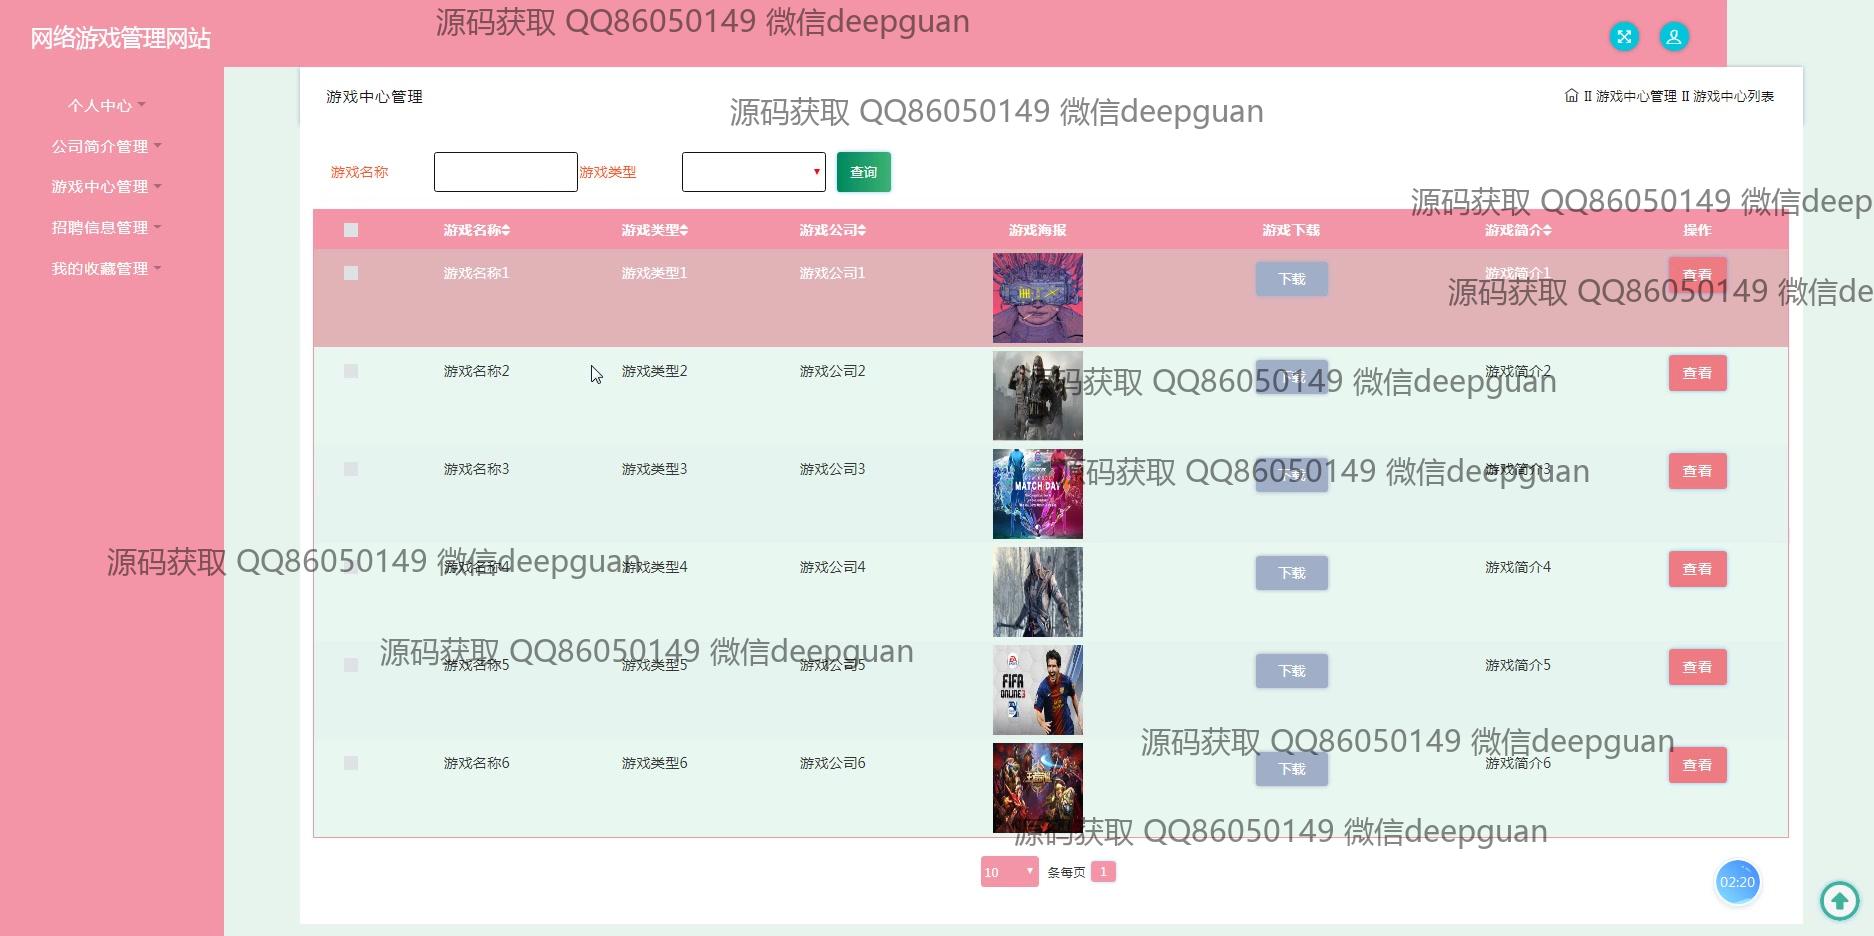 源码获取 QQ86050149 微信deepguan
网络游戏管理网站
游戏中心管理
II 游戏中心管理 II 游戏中心列表
源码获取 QQ86050149 微信deepguan
个人中心
公司简介管理
游戏中心管理
招聘信息管理
我的收藏管理
游戏名称 游戏类型 查询
源码获取 QQ86050149 微信deep
游戏名称 游戏类型 游戏公司 游戏海报 游戏下载 游戏简介 操作
游戏名称1 游戏类型1 游戏公司1 下载 游戏简介1 查看
源码获取 QQ86050149 微信de
游戏名称2 游戏类型2 游戏公司2 下载 游戏简介2 查看
源码获取 QQ86050149 微信deepguan
游戏名称3 游戏类型3 游戏公司3 MATCH DAY 下载 游戏简介3 查看
源码获取 QQ86050149 微信deepguan
游戏名称4 游戏类型4 游戏公司4 下载 游戏简介4 查看
源码获取 QQ86050149 微信deepguan
源码获取 QQ86050149 微信deepguan
游戏名称5 游戏类型5 游戏公司5 下载 游戏简介5 查看
FIFA
ONLINE3
源码获取 QQ86050149 微信deepguan
游戏名称6 游戏类型6 游戏公司6 下载 游戏简介6 查看
王者荣耀
源码获取 QQ86050149 微信deepguan
10 条每页 1
02:20